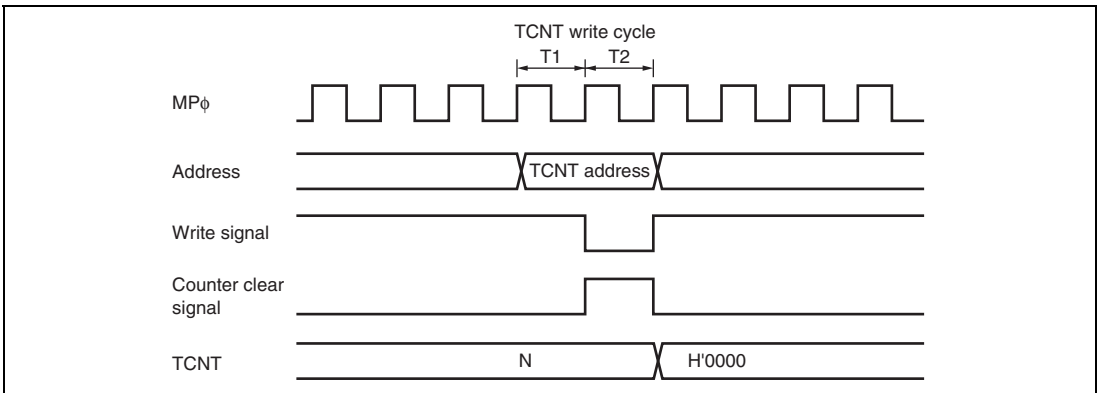 TCNT write cycle
T1 T2
MPϕ
Address
TCNT address
Write signal
Counter clear
signal
TCNT
N
H'0000